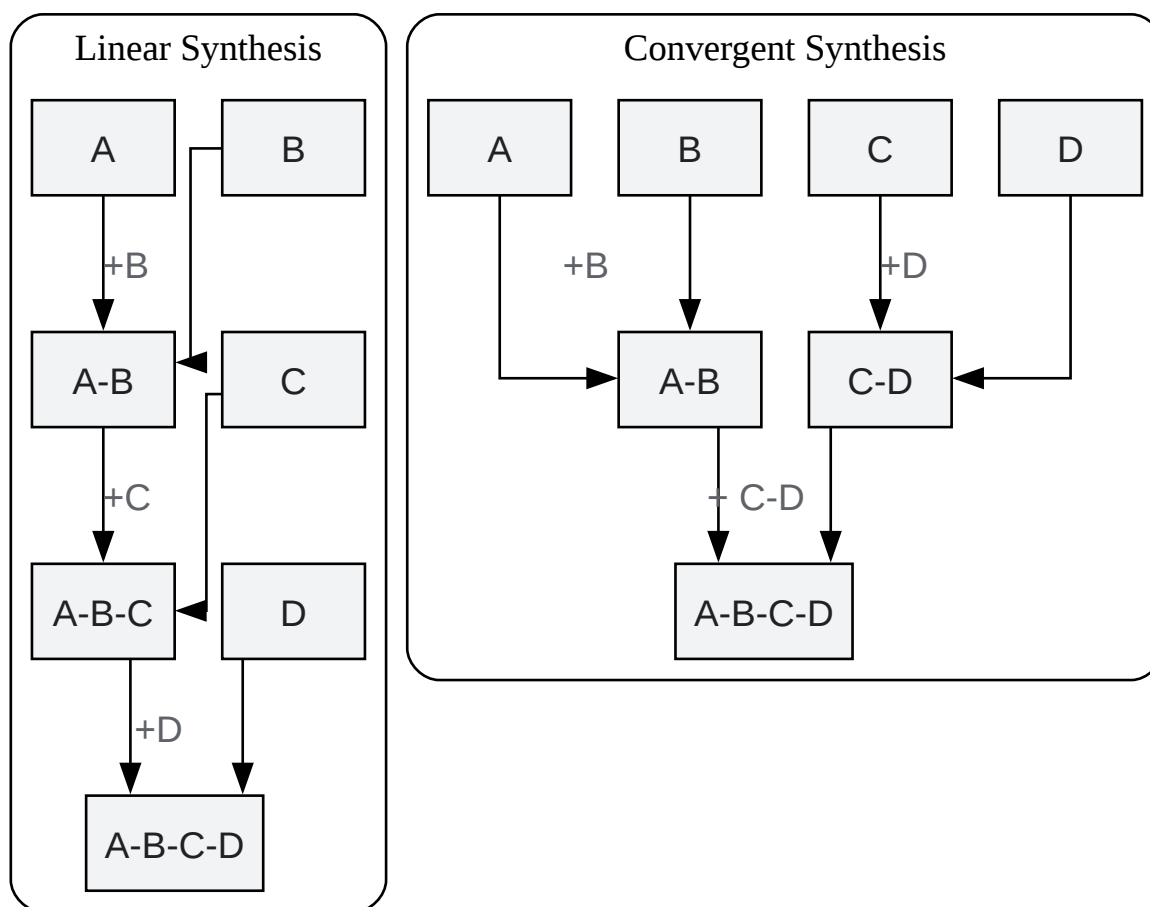 Linear Synthesis
A
B
+B
A-B
C
+C
A-B-C
D
+D
A-B-C-D
Convergent Synthesis
A
B
C
D
+B
+D
A-B
C-D
+ C-D
A-B-C-D